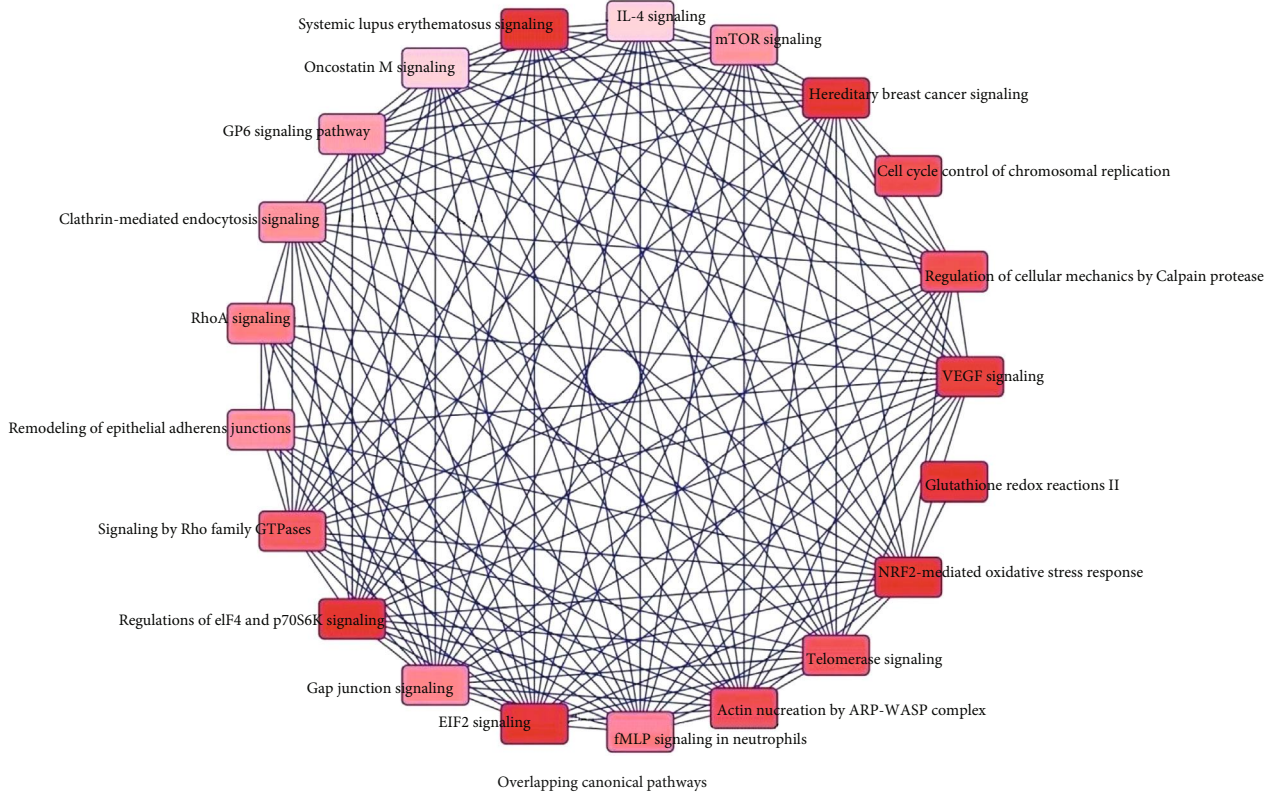 IL-4 signaling
Systemic lupus erythematosus signaling
mTOR signaling
Oncostatin M signaling
Hereditary breast cancer signaling
GP6 signaling pathway
Cell cycle control of chromosomal replication
Clathrin-mediated endocytosis signaling
Regulation of cellular mechanics by Calpain protease
RhoA signaling
VEGF signaling
Remodeling of epithelial adherens junctions
Glutathione redox reactions II
Signaling by Rho family GTPases
NRF2-mediated oxidative stress response
Regulations of elF4 and p70S6K signaling
Telomerase signaling
Gap junction signaling
Actin nucreation by ARP-WASP complex
EIF2 signaling
fMLP signaling in neutrophils
Overlapping canonical pathways